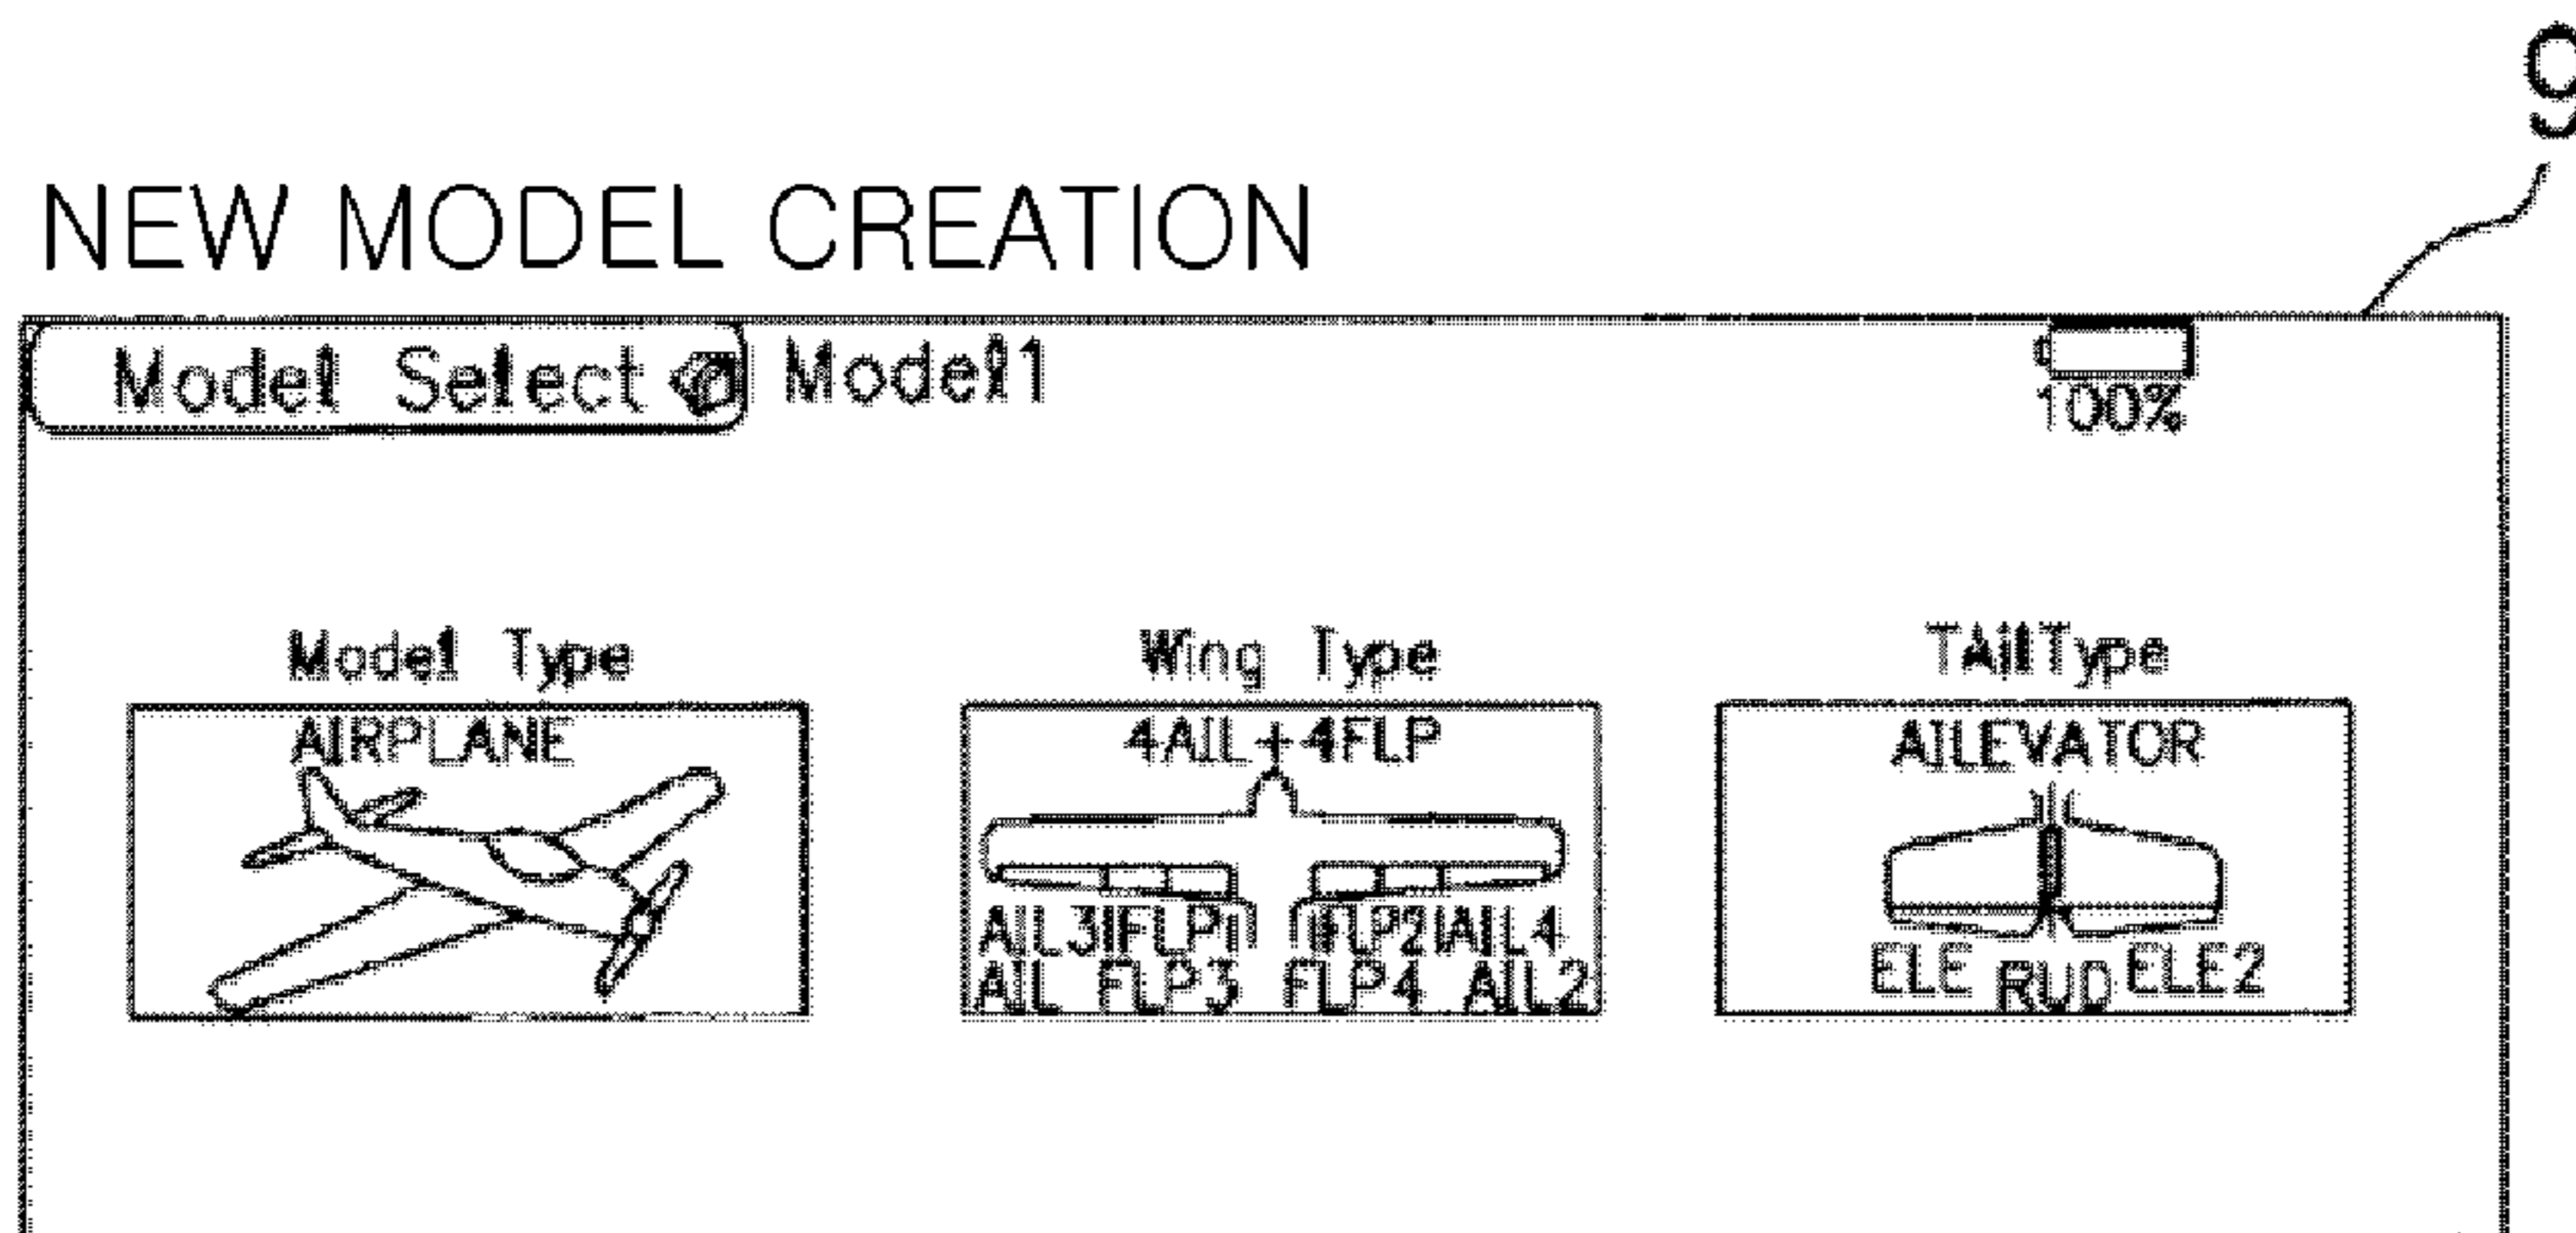 9
NEW MODEL CREATION
Model Select Model1
100%
Model Type Wing Type TAilType
AIRPLANE 4AIL+4FLP AILEVATOR
AIL3 FLP1 FLP2 AIL4
AIL FLP3 FLP4 AIL2
ELE RUD ELE2